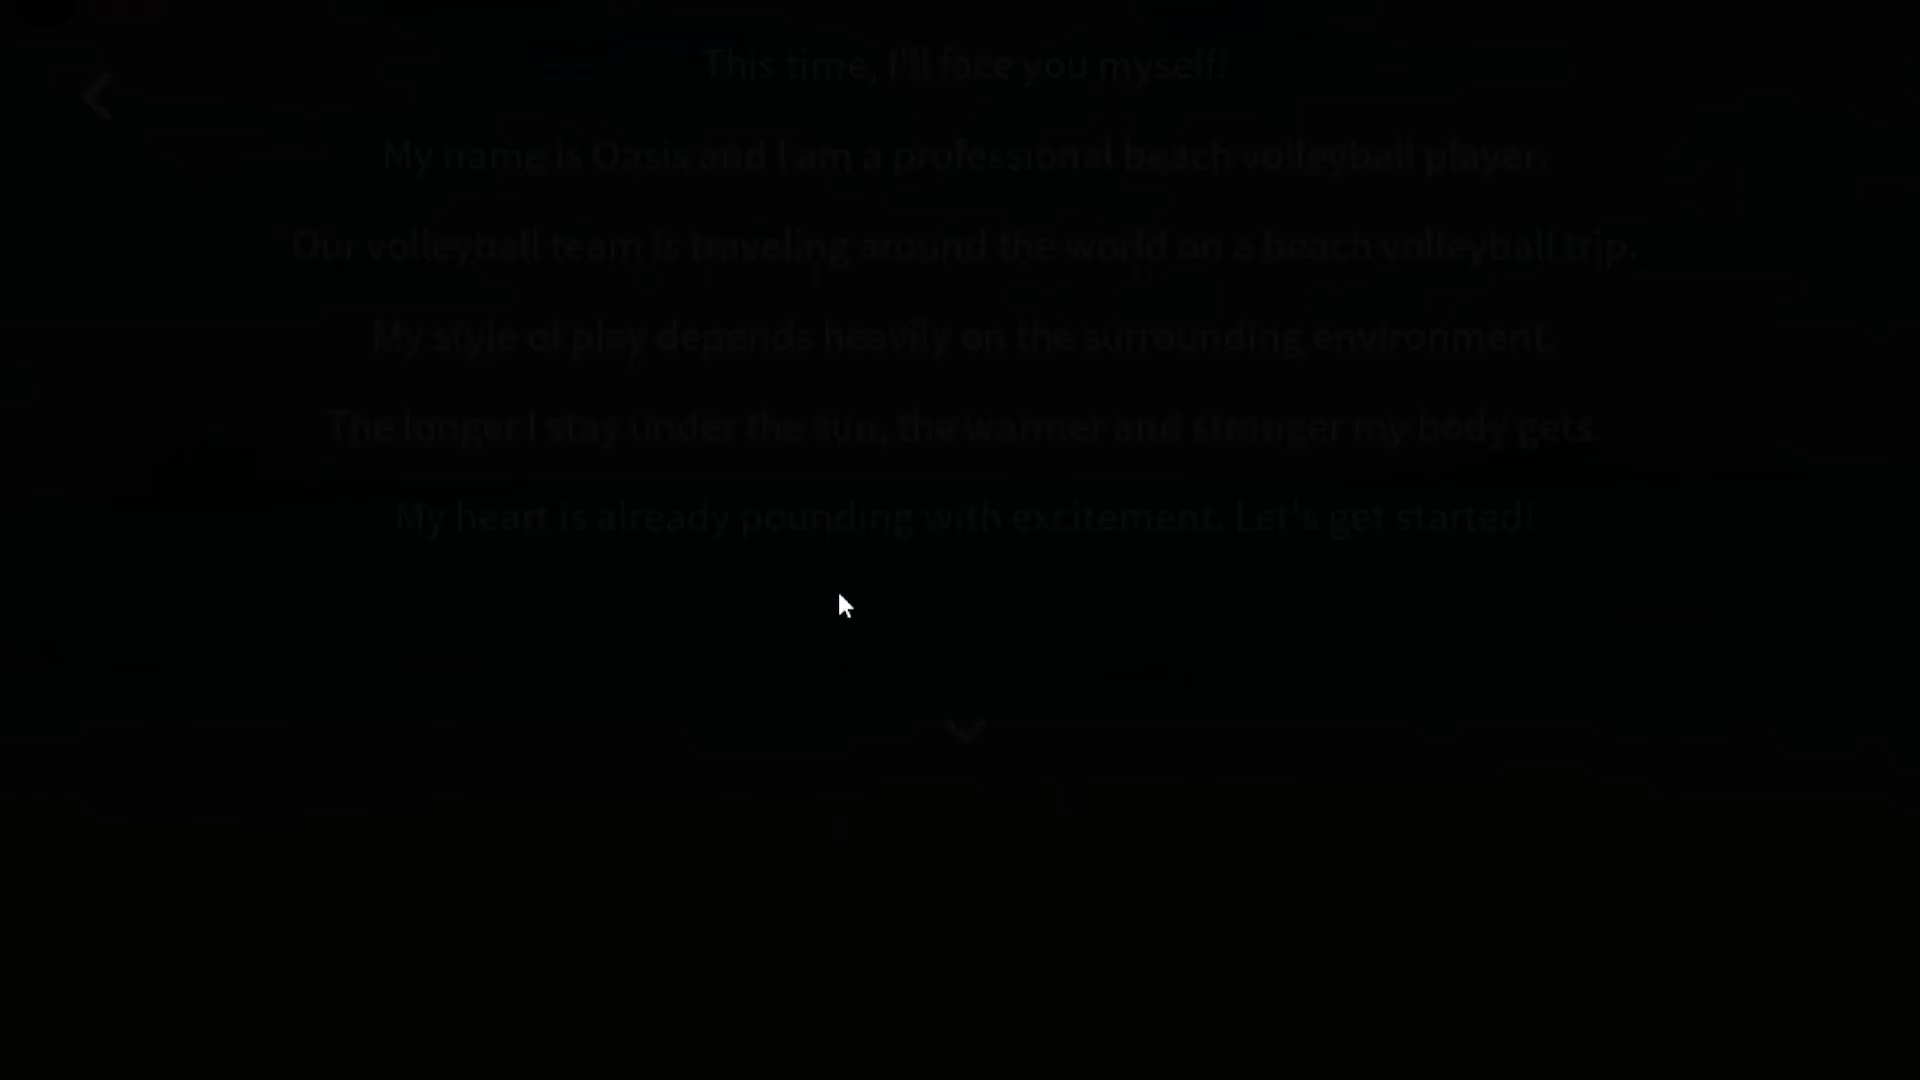 This time, I'll face you myself!
My name is Oasis and I am a professional beach volleyball player.
Our volleyball team is traveling around the world on a beach volleyball trip.
My style of play depends heavily on the surrounding environment.
The longer I stay under the sun, the warmer and stronger my body gets.
My heart is already pounding with excitement. Let's get started!